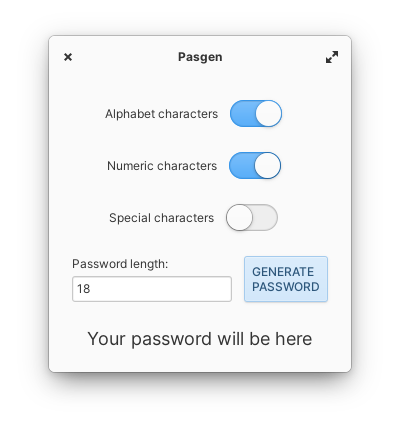 Pasgen
Alphabet characters
Numeric characters
Special characters
Password length:
18
GENERATE
PASSWORD
Your password will be here